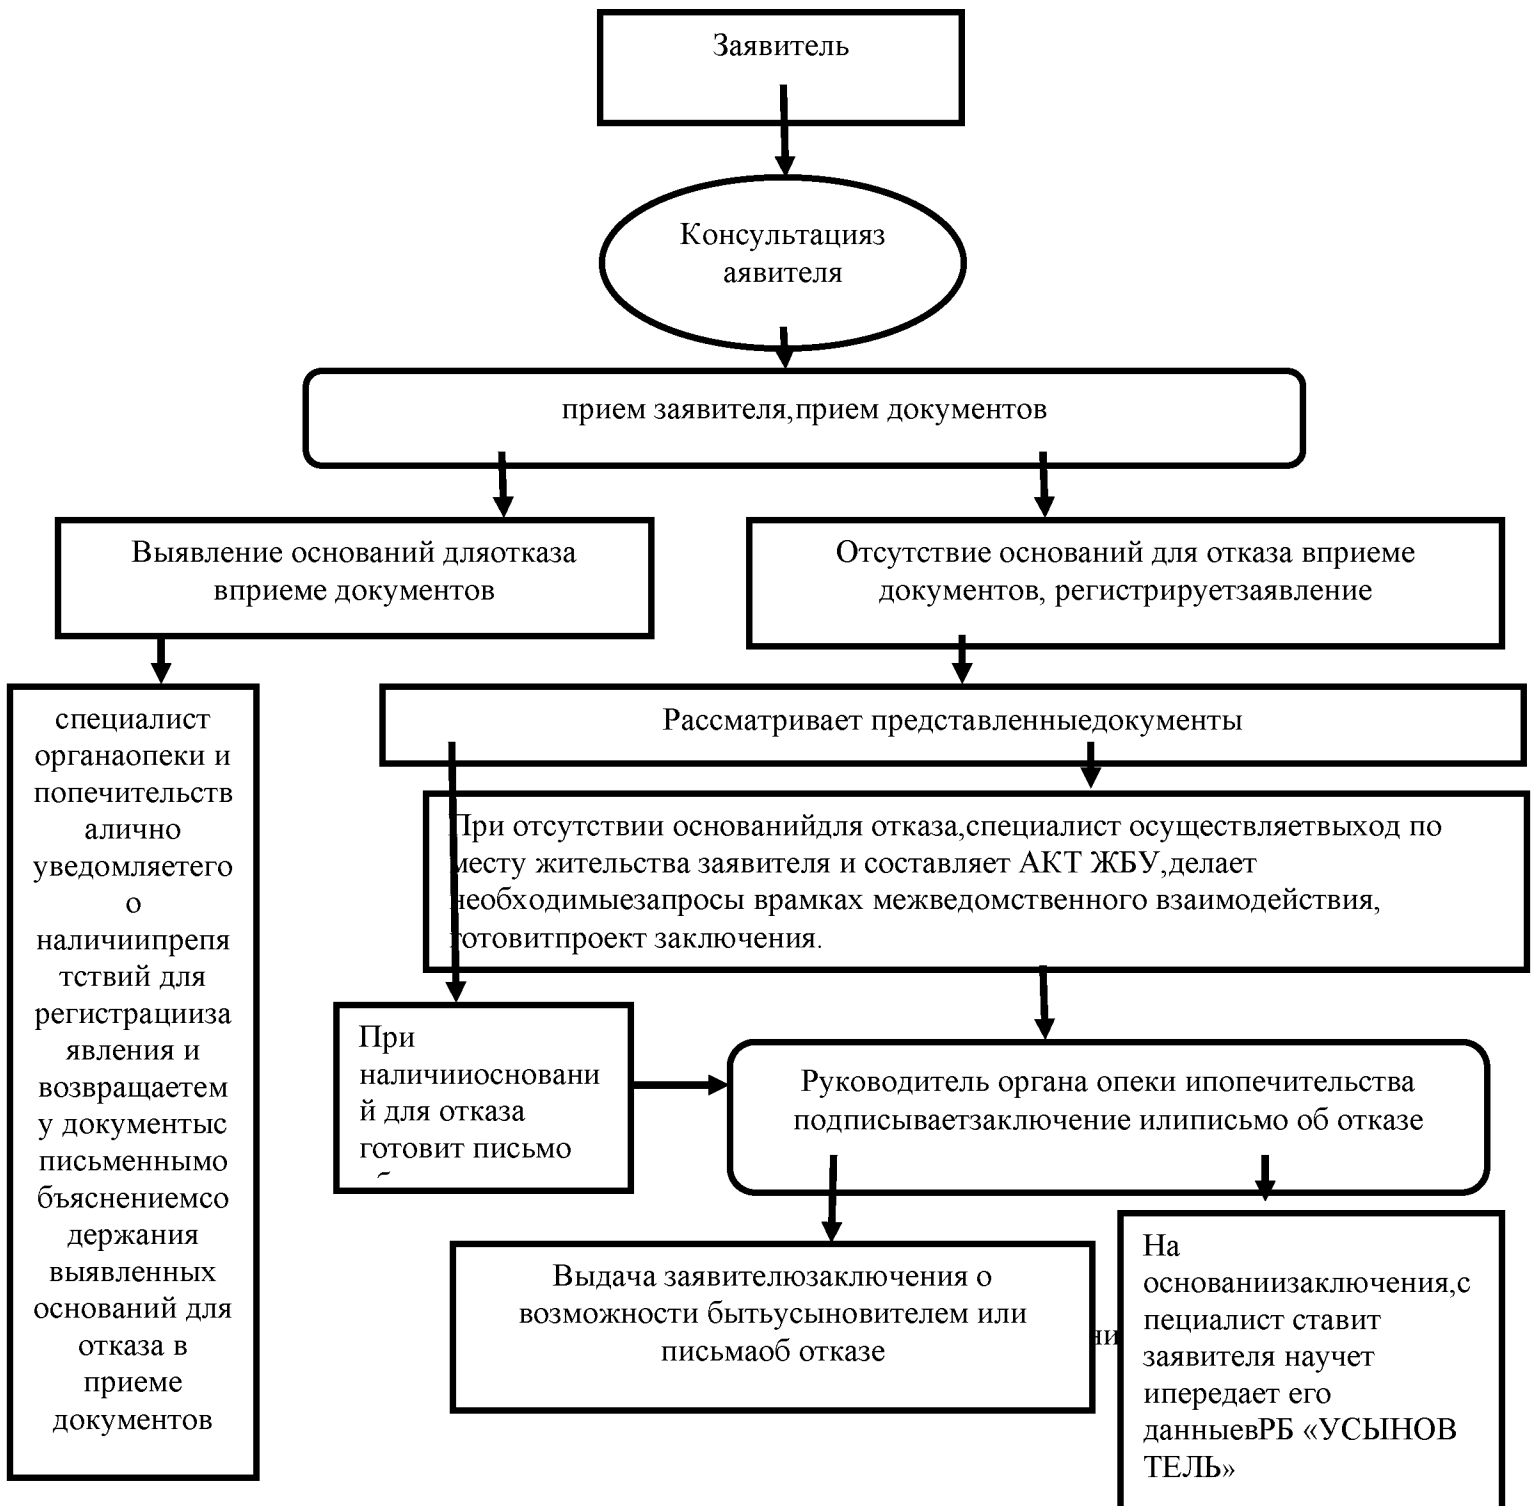 Заявитель
Консультацияз
аявителя
прием заявителя,прием документов
Выявление оснований дляотказа
вприеме документов
Отсутствие оснований для отказа вприеме
документов, регистрируетзаявление
специалист
органаопеки и
попечительств
алично
уведомляетего
о
наличиипрепя
тствий для
регистрацииза
явления и
возвращаетем
у документыс
письменнымо
бъяснениемсо
держания
выявленных
оснований для
отказа в
приеме
документов
Рассматривает представленныедокументы
При отсутствии основанийдля отказа,специалист осуществляетвыход по
месту жительства заявителя и составляет АКТ ЖБУ,делает
необходимыезапросы врамках межведомственного взаимодействия,
готовитпроект заключения.
При
наличииосновани
й для отказа
готовит письмо
Руководитель органа опеки ипопечительства
подписываетзаключение илиписьмо об отказе
Выдача заявителюзаключения о
возможности бытьусыновителем или
письмаоб отказе
На
основаниизаключения,с
пециалист ставит
заявителя научет
ипередает его
данныевРБ «УСЫНОВ
ТЕЛЬ»